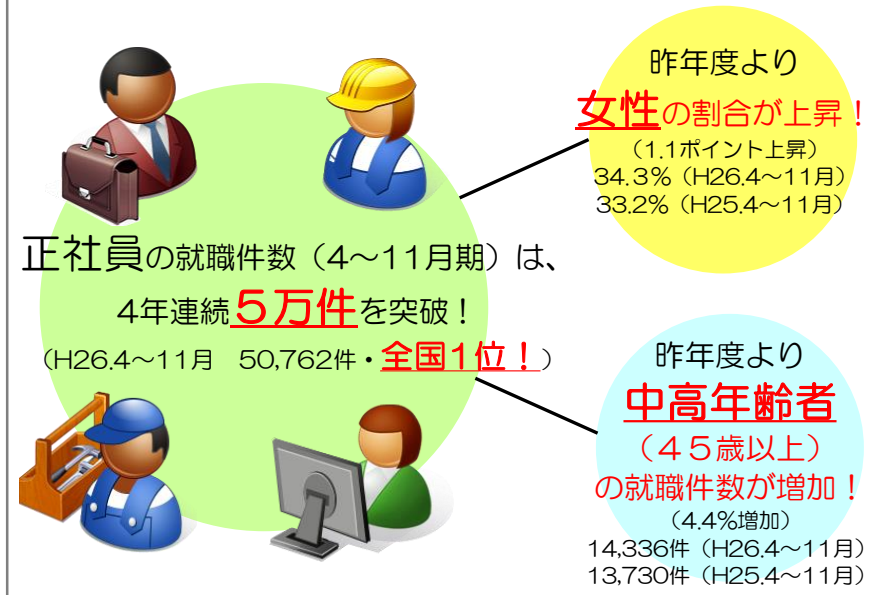 正社員の就職件数（4～11月期）は、
4年連続５万件を突破！
（H26.4～11月　50,762件・全国1位！）
昨年度より
女性の割合が上昇！
（1.1ポイント上昇）
34.3％（H26.4～11月）
33.2％（H25.4～11月）
昨年度より
中高年齢者
（４５歳以上）
の就職件数が増加！
（4.4％増加）
14,336件（H26.4～11月）
13,730件（H25.4～11月）